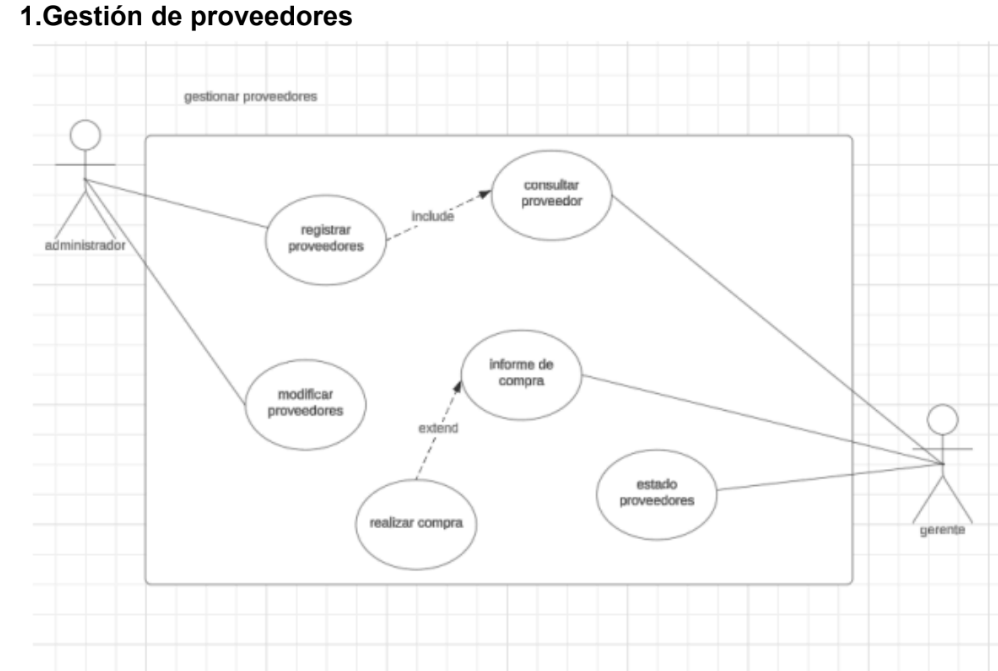 1.Gestión de proveedores
gestionar proveedores
administrador
registrar
proveedores
include
consultar
proveedor
modificar
proveedores
informe de
compra
extend
realizar compra
estado
proveedores
gerente